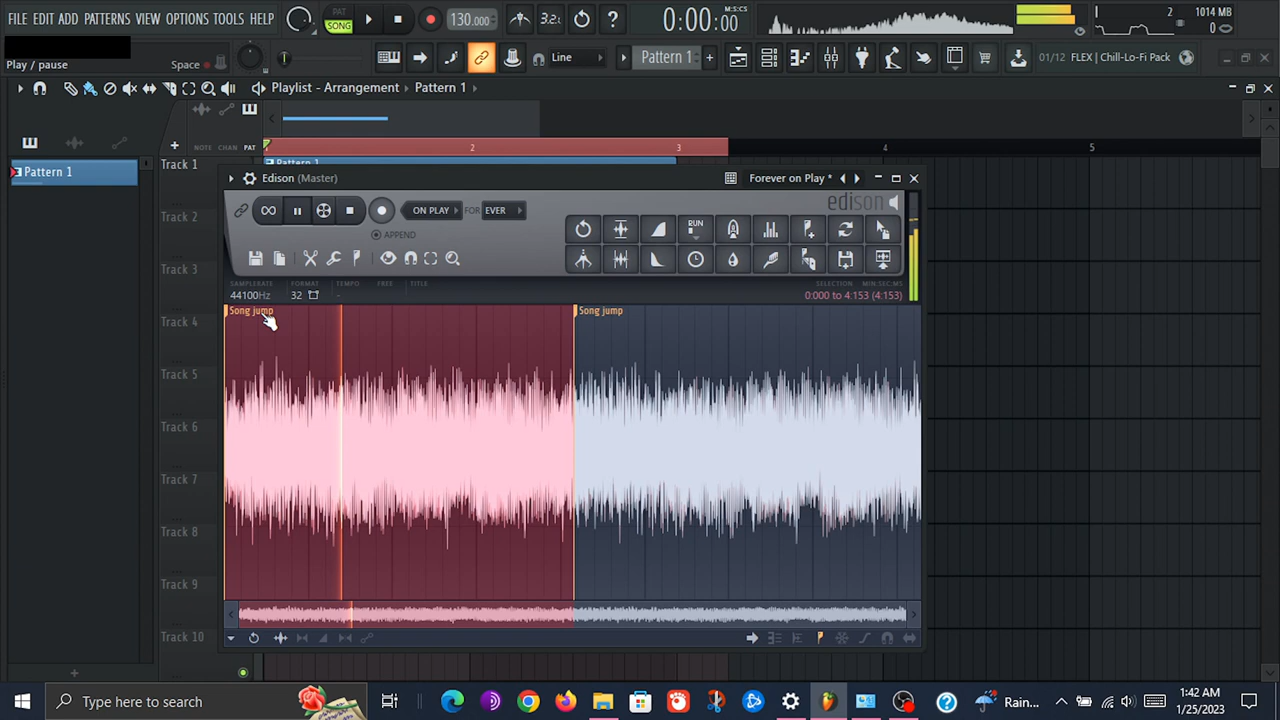 FILE EDIT ADD PATTERNS VIEW OPTIONS TOOLS HELP
PAT
SONG
130.000
3.2.
?
0:00:00
M:S:CS
2
1014 MB
0
Play / pause
Space
Line
Pattern 1
01/12 FLEX | Chill-Lo-Fi Pack
Playlist - Arrangement
Pattern 1
NOTE CHAN PAT
2
3
4
5
Pattern 1
Pattern 1
Track 1
Track 2
Track 3
Track 4
Track 5
Track 6
Track 7
Track 8
Track 9
Track 10
Edison (Master)
Forever on Play *
edison
ON PLAY
FOR
EVER
APPEND
RUN
SAMPLERATE
44100Hz
FORMAT
32
TEMPO
-
FREE
TITLE
SELECTION
MIN:SEC:MS
0:000 to 4:153 (4:153)
Song jump
Song jump
Type here to search
Rain...
1:42 AM
1/25/2023